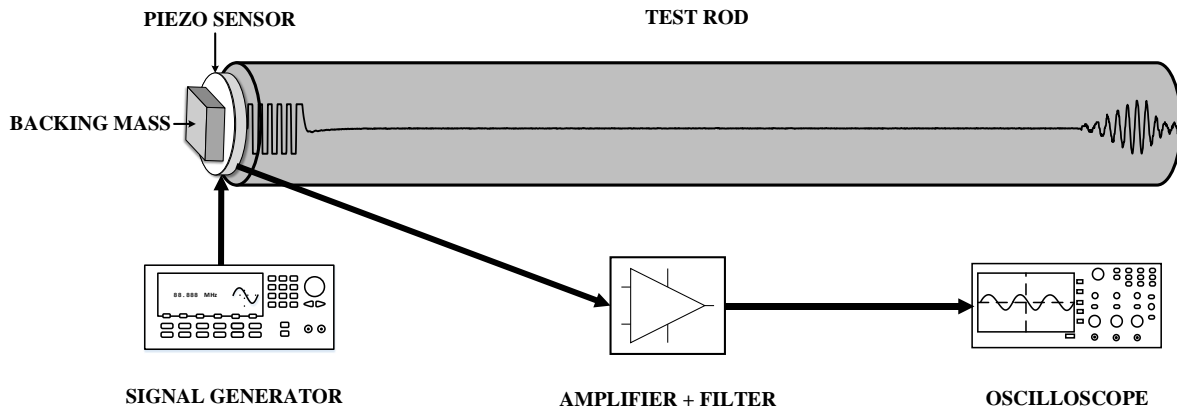 PIEZO SENSOR
TEST ROD
BACKING MASS
88.888 MHz
SIGNAL GENERATOR
AMPLIFIER + FILTER
OSCILLOSCOPE